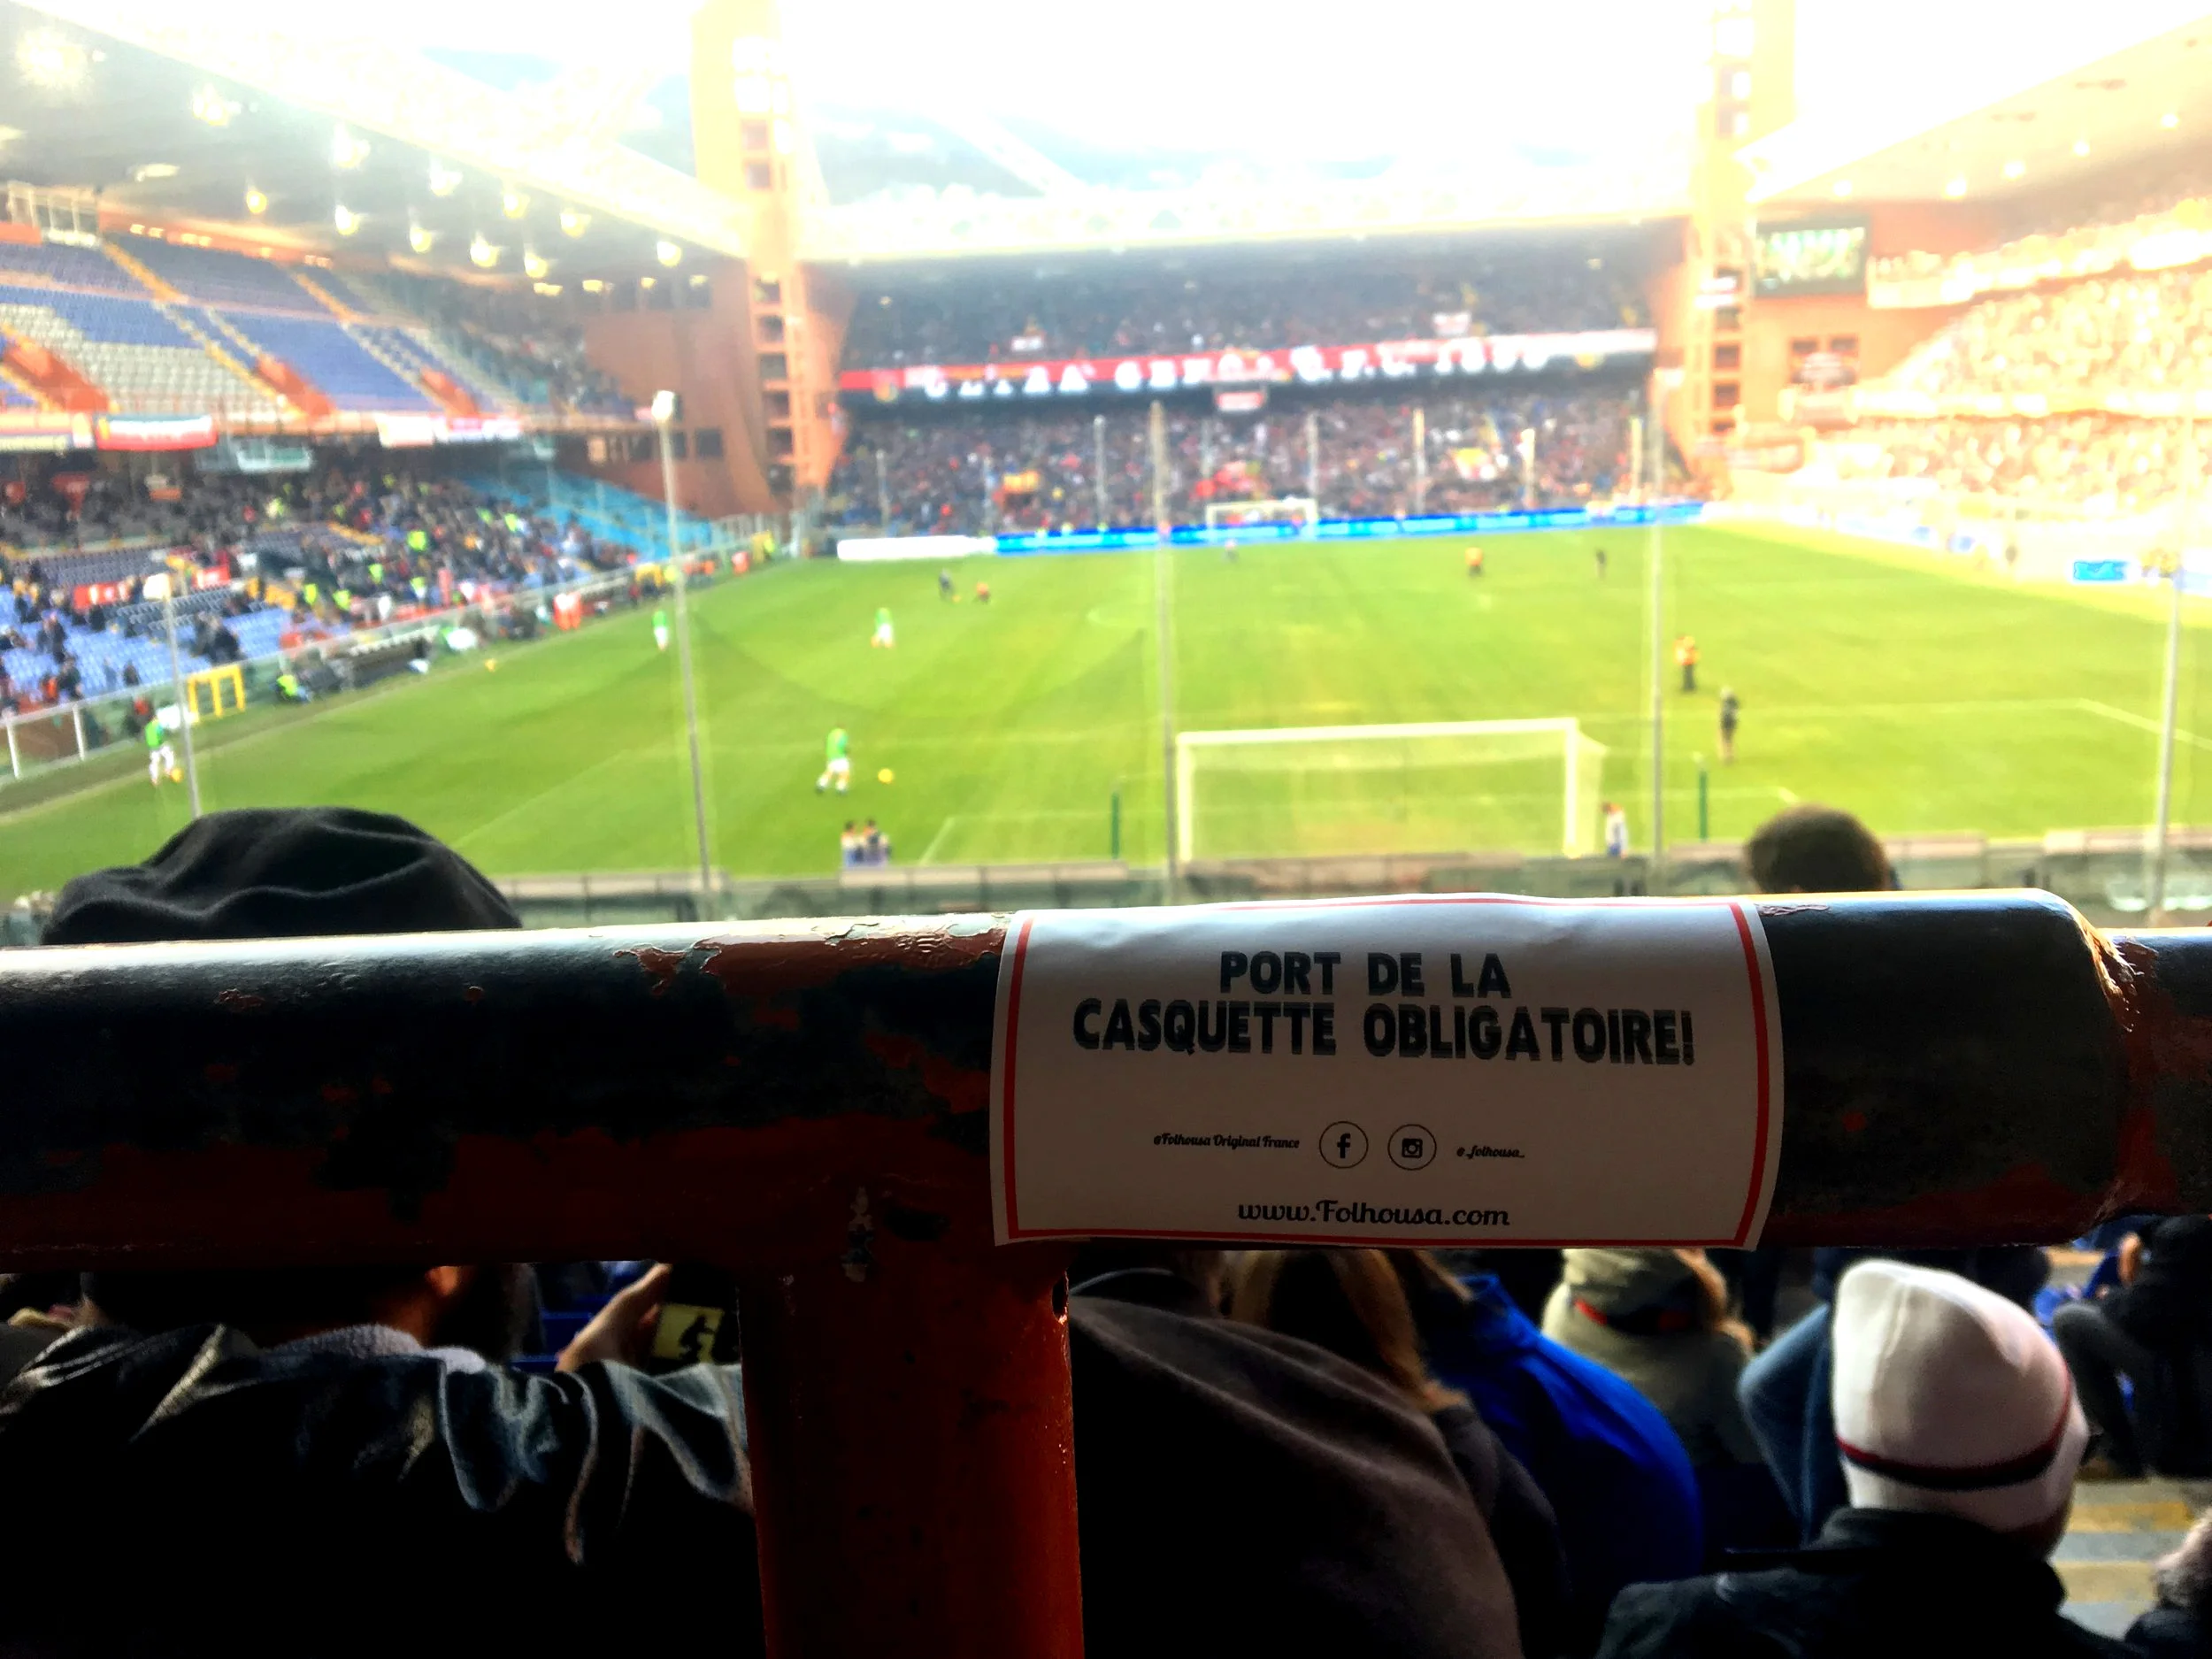 PORT DE LA
CASQUETTE OBLIGATOIRE!
@Folhousa Original France
@_folhousa_
www.Folhousa.com